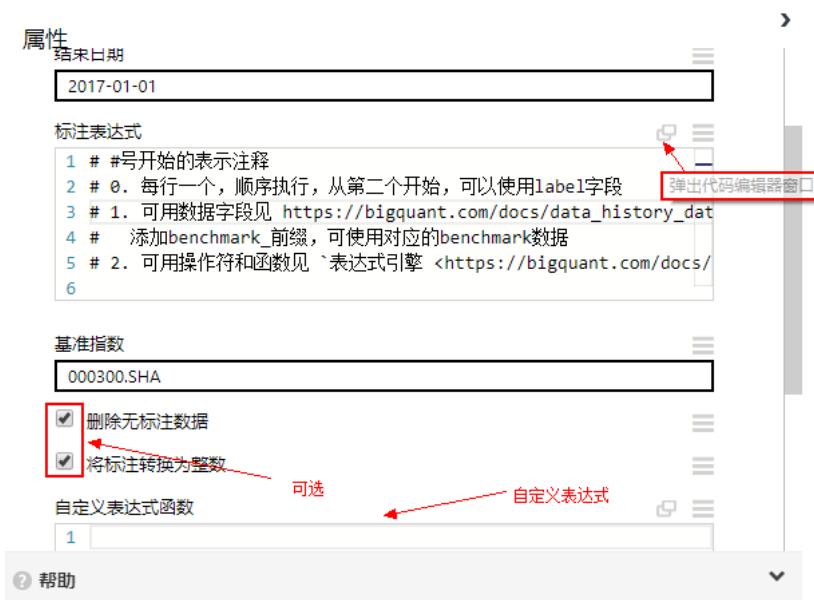 属性
结束日期
2017-01-01
标注表达式
1 # #号开始的表示注释
弹出代码编辑器窗口
2 # 0. 每行一个，顺序执行，从第二个开始，可以使用label字段
3 # 1. 可用数据字段见 https://bigquant.com/docs/data_history_dat
4 #   添加benchmark_前缀，可使用对应的benchmark数据
5 # 2. 可用操作符和函数见 `表达式引擎 <https://bigquant.com/docs/
6
基准指数
000300.SHA
删除无标注数据
将标注转换为整数
可选
自定义表达式
自定义表达式函数
1
帮助